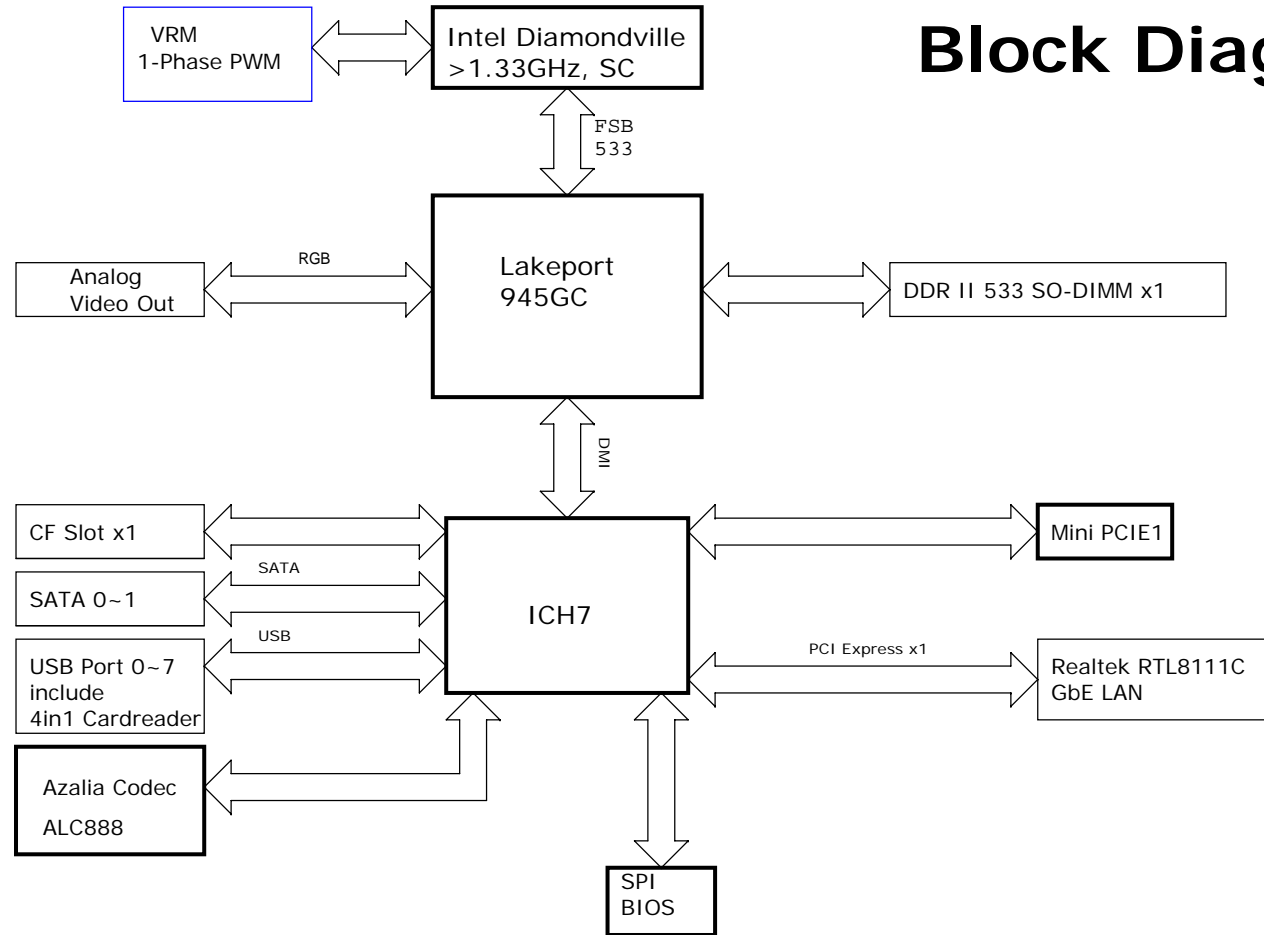 Block Diag
VRM
1-Phase PWM
Intel Diamondville
>1.33GHz, SC
FSB
533
Analog
Video Out
RGB
Lakeport
945GC
DDR II 533 SO-DIMM x1
DMI
CF Slot x1
SATA
SATA 0~1
USB
USB Port 0~7
include
4in1 Cardreader
ICH7
Mini PCIE1
PCI Express x1
Realtek RTL8111C
GbE LAN
Azalia Codec
ALC888
SPI
BIOS